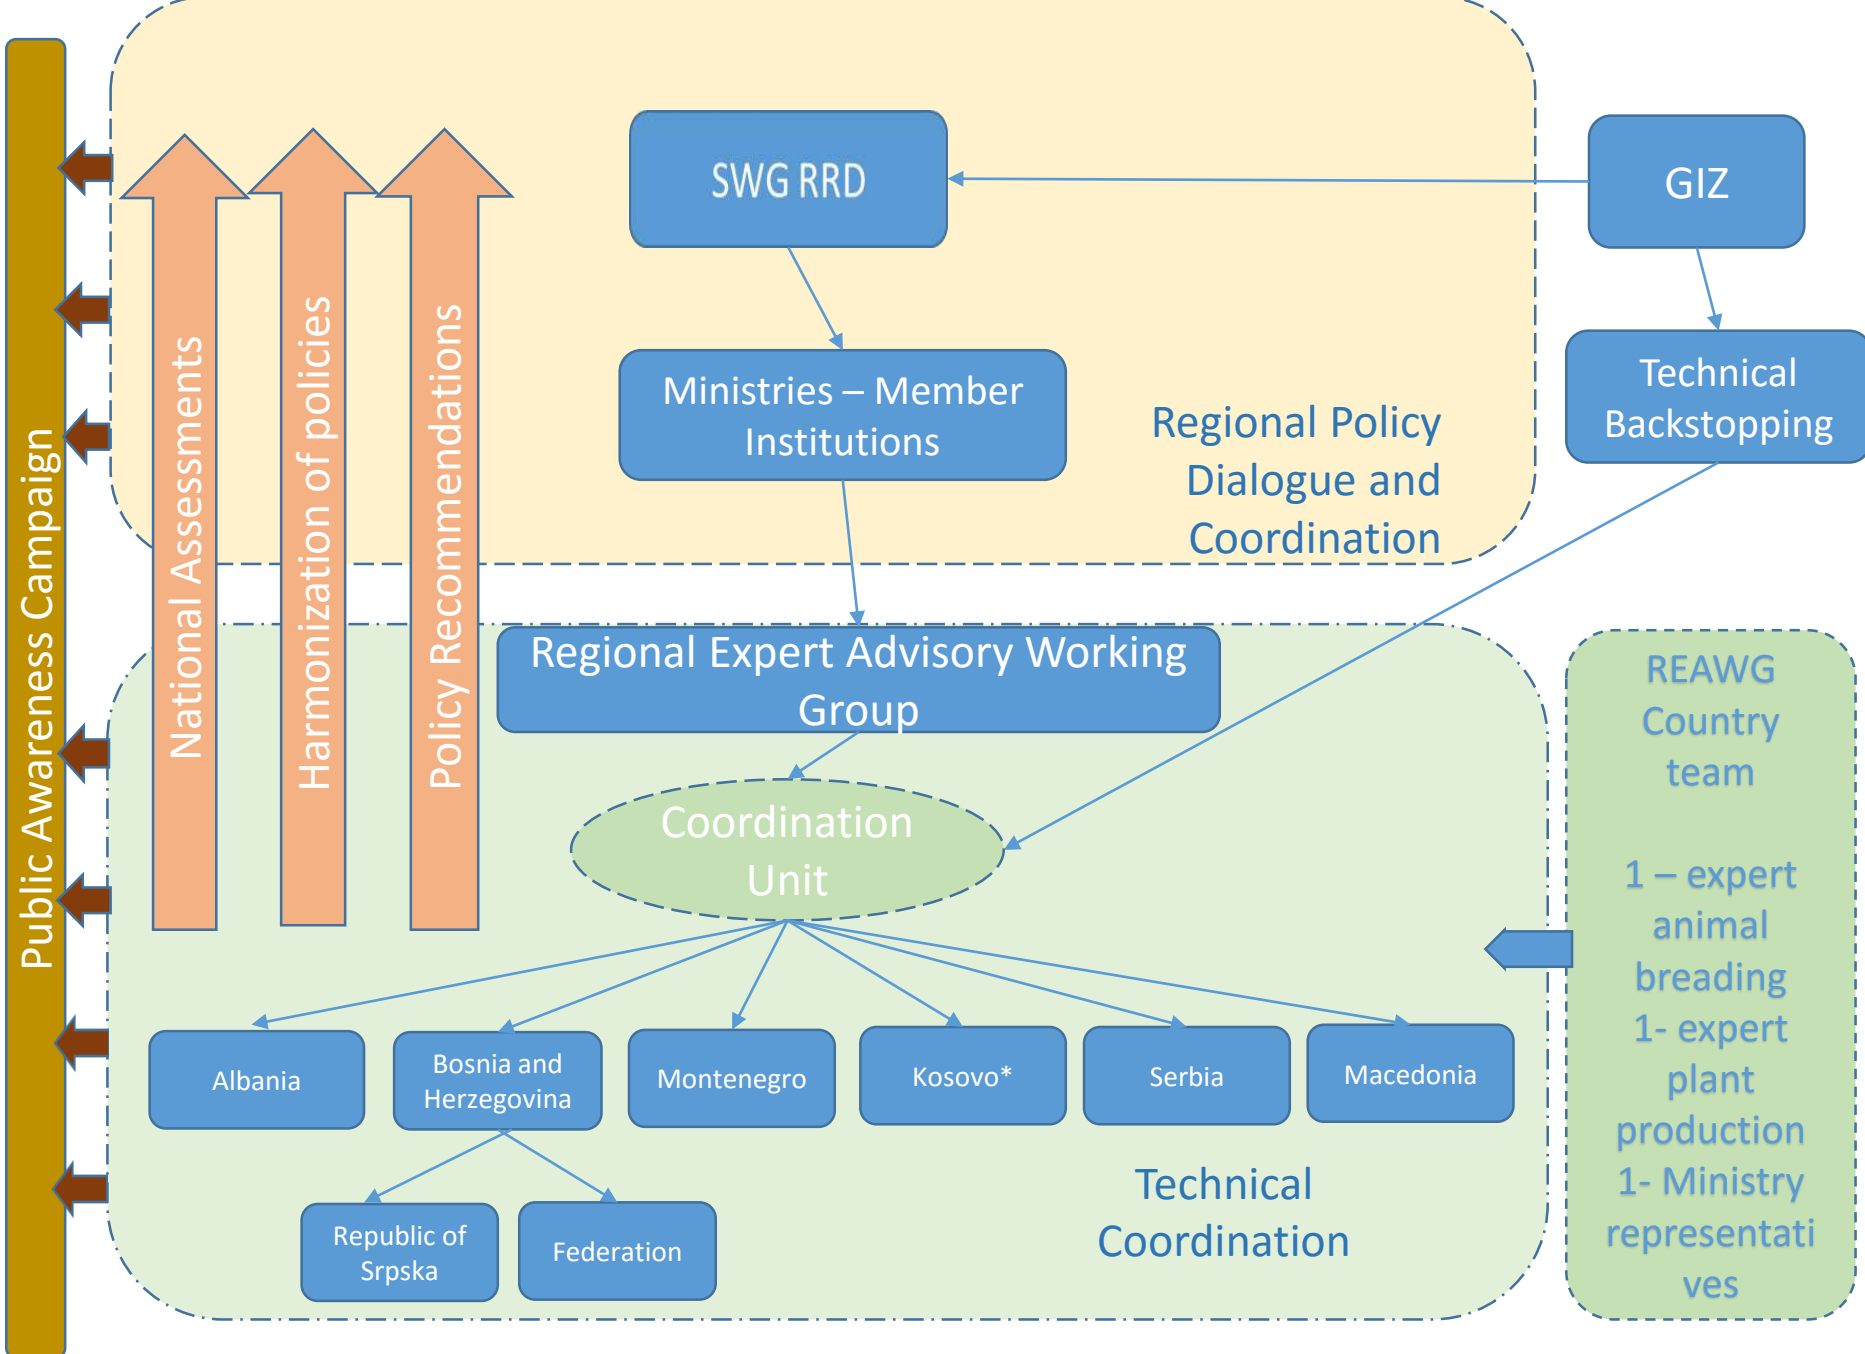 Public Awareness Campaign
National Assessments
Harmonization of policies
Policy Recommendations
SWG RRD
GIZ
Ministries – Member
Institutions
Technical
Backstopping
Regional Policy
Dialogue and
Coordination
Regional Expert Advisory Working
Group
Coordination
Unit
Albania
Bosnia and
Herzegovina
Montenegro
Kosovo*
Serbia
Macedonia
Republic of
Srpska
Federation
Technical
Coordination
REAWG
Country
team
1 – expert
animal
breading
1- expert
plant
production
1- Ministry
representati
ves